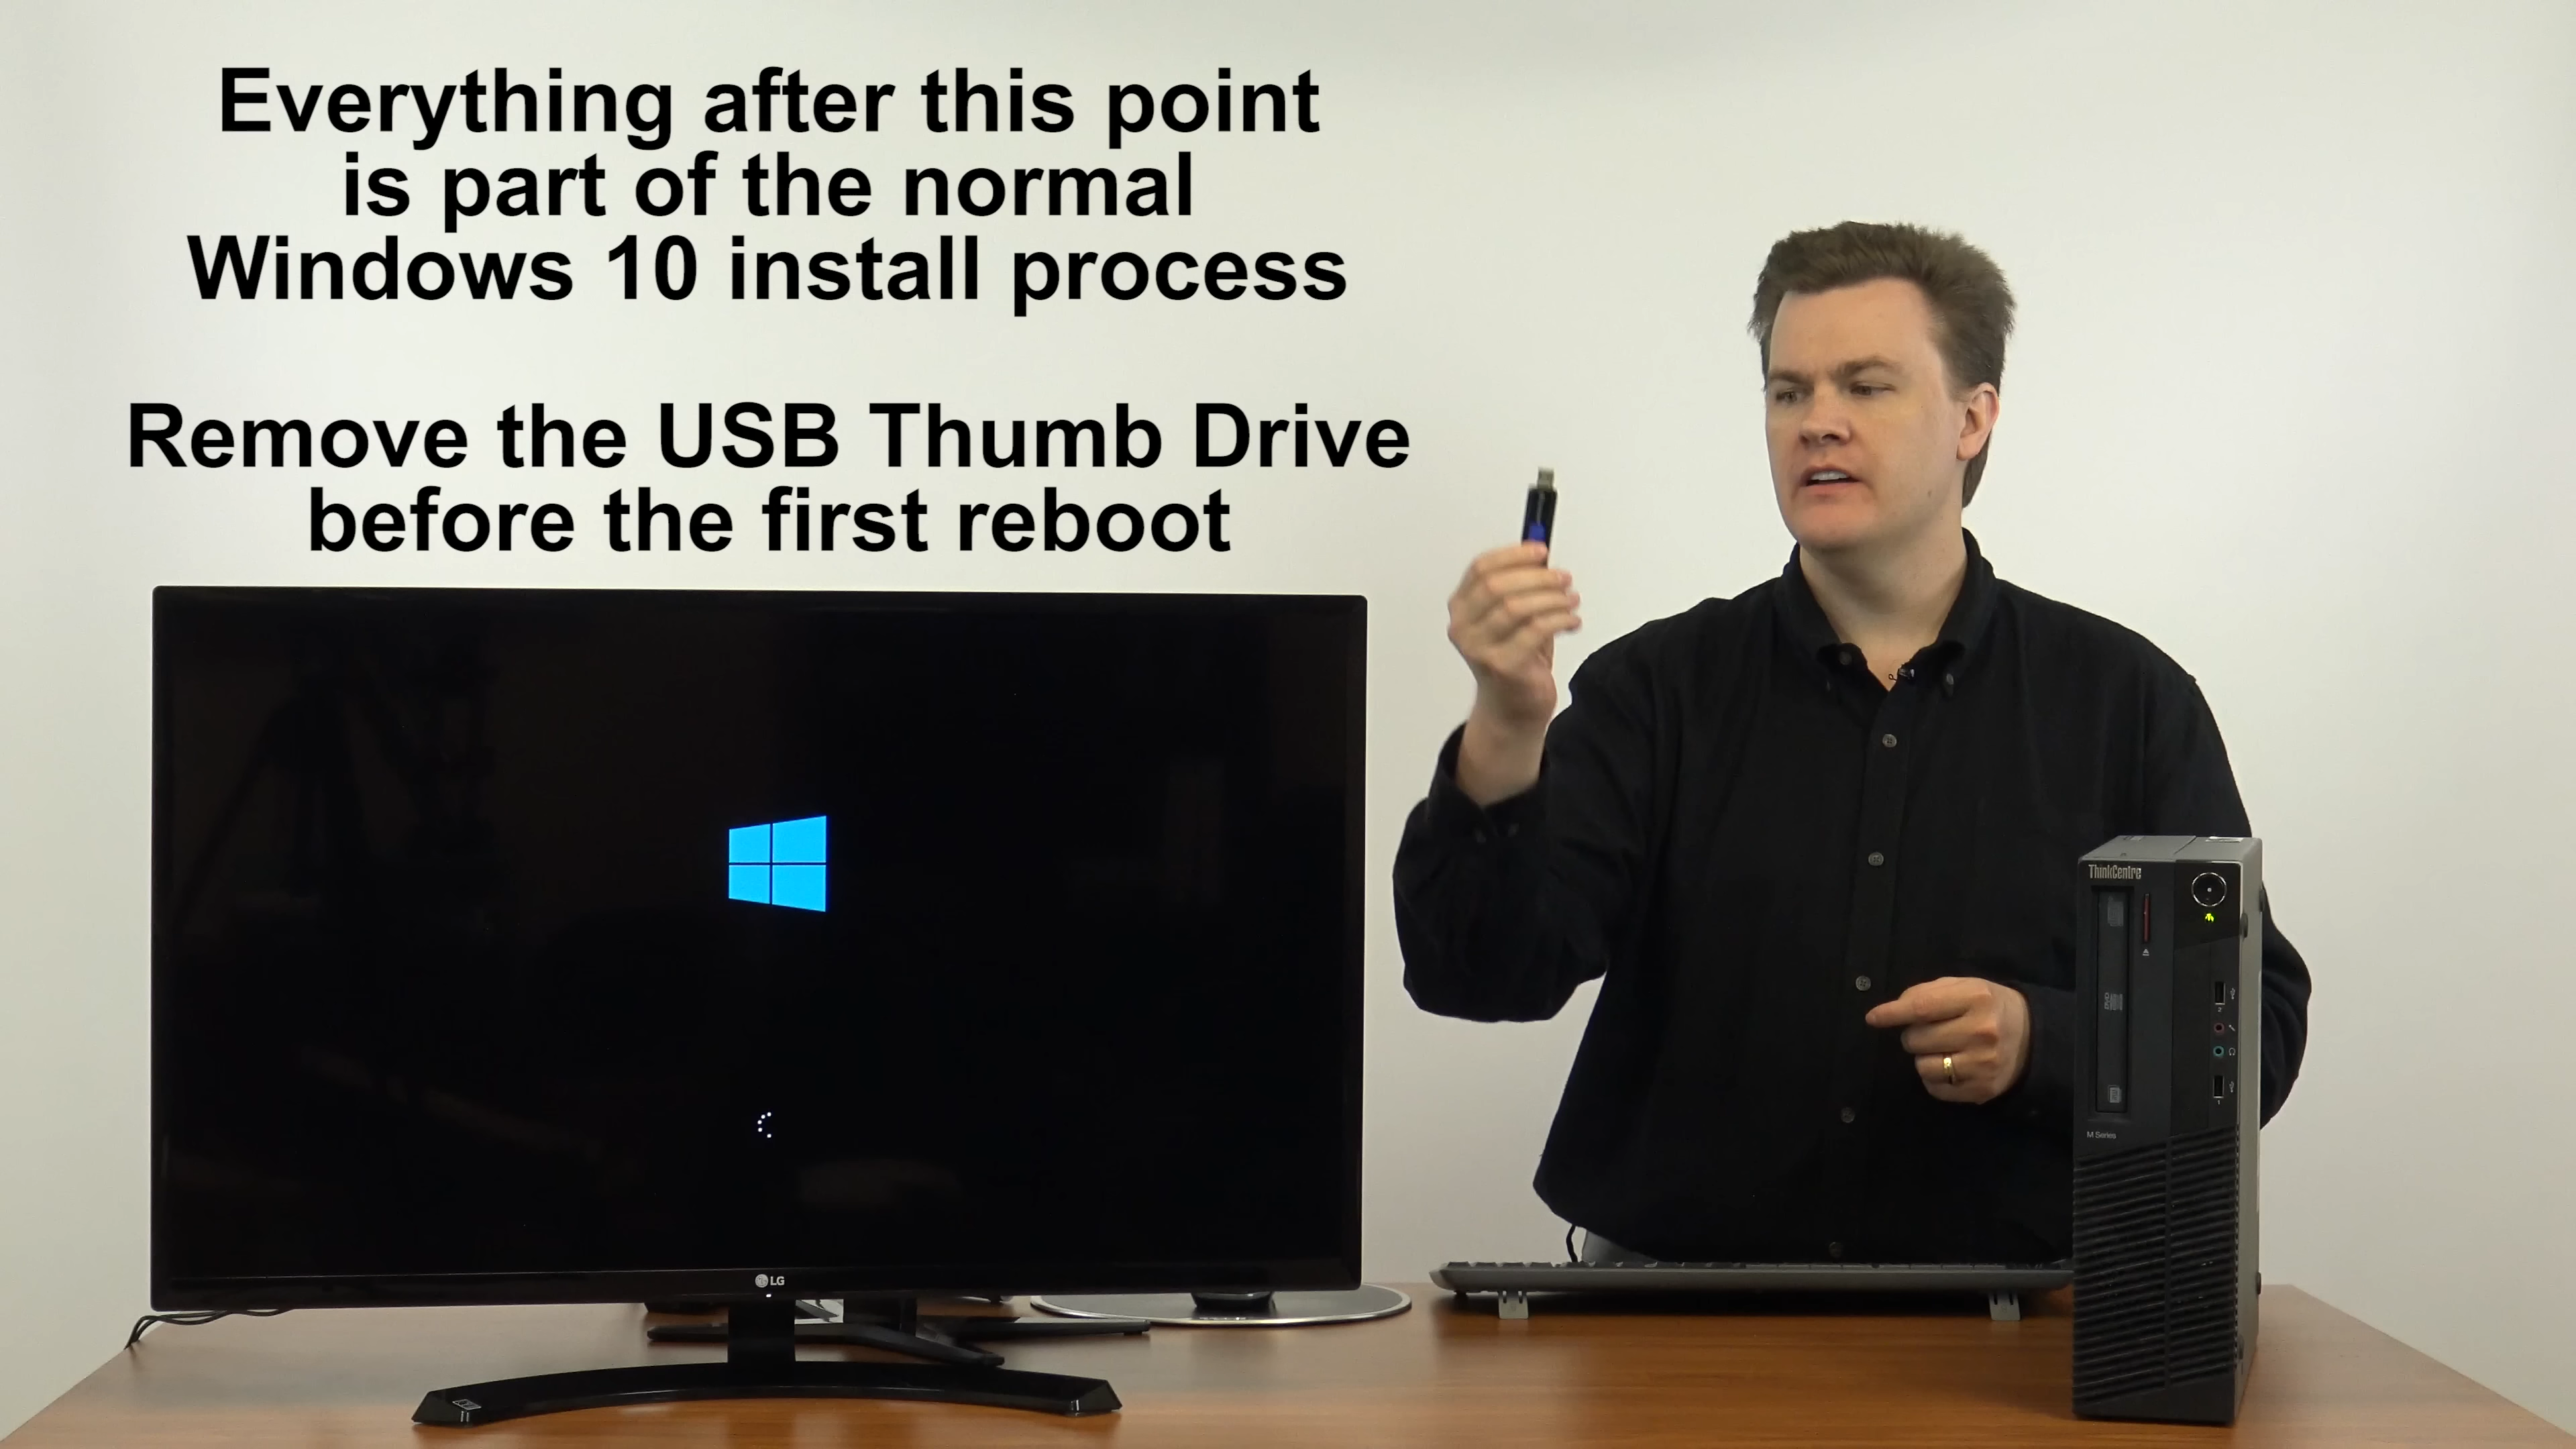 Everything after this point
is part of the normal
Windows 10 install process
Remove the USB Thumb Drive
before the first reboot
LG
ThinkCentre
M Series